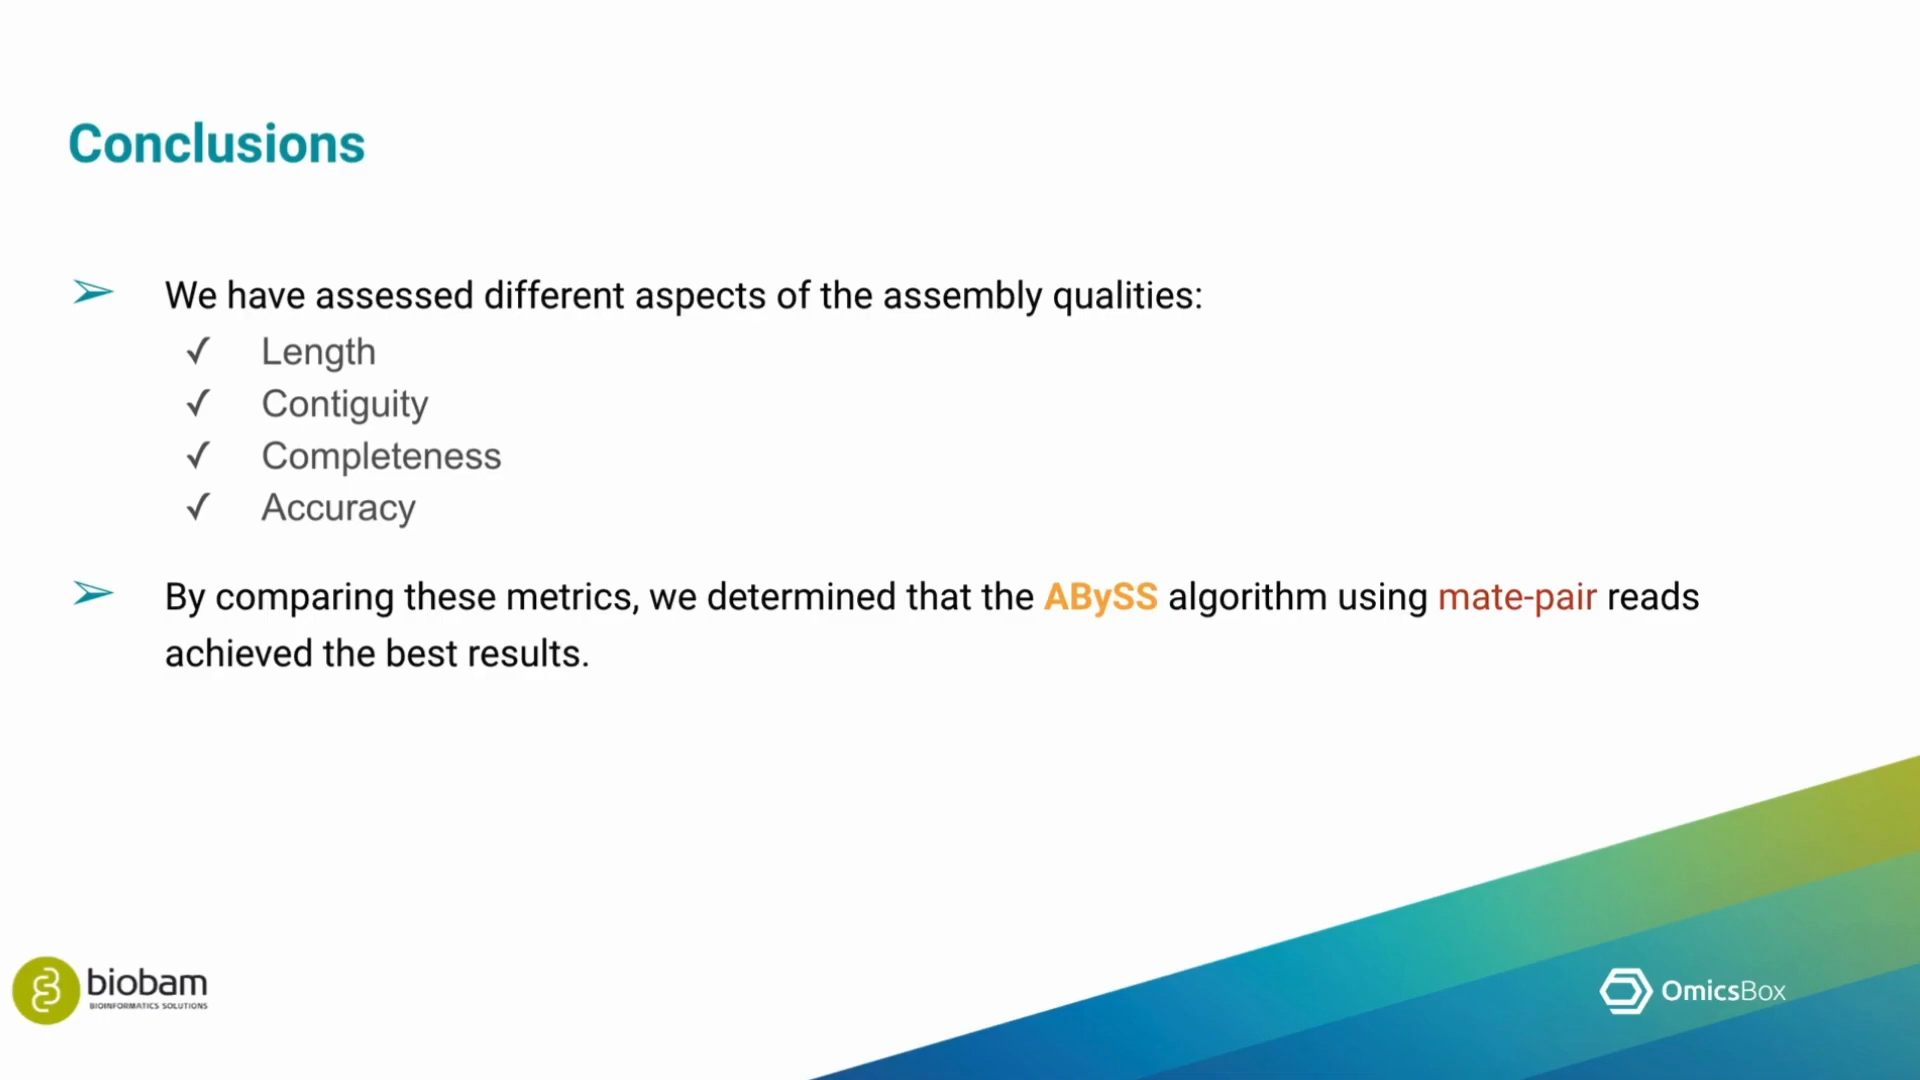 Conclusions
➢ We have assessed different aspects of the assembly qualities:
✓ Length
✓ Contiguity
✓ Completeness
✓ Accuracy
➢ By comparing these metrics, we determined that the ABySS algorithm using mate-pair reads
achieved the best results.
biobam
BIOINFORMATICS SOLUTIONS
OmicsBox